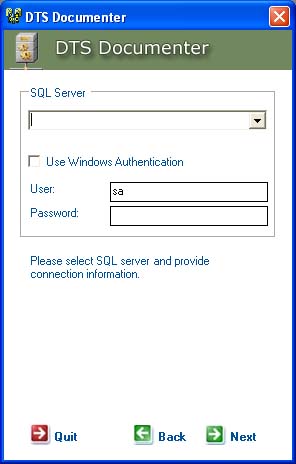 DTS Documenter
DTS Documenter
SQL Server
Use Windows Authentication
User:
sa
Password:
Please select SQL server and provide
connection information.
Quit
Back
Next